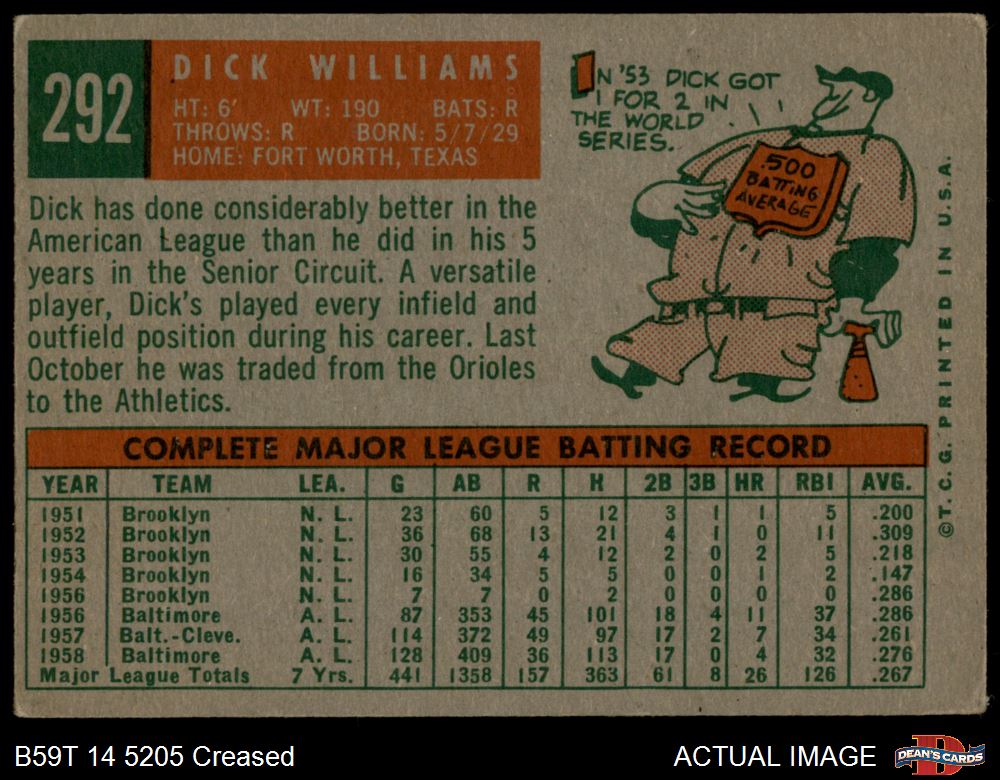 292
DICK WILLIAMS
HT: 6' WT: 190 BATS: R
THROWS: R BORN: 5/7/29
HOME: FORT WORTH, TEXAS
IN '53 DICK GOT
1 FOR 2 IN
THE WORLD
SERIES..
.500
BATTING
AVERAGE
Dick has done considerably better in the
American League than he did in his 5
years in the Senior Circuit. A versatile
player, Dick's played every infield and
outfield position during his career. Last
October he was traded from the Orioles
to the Athletics.
©T. C. G. PRINTED IN U.S.A.
COMPLETE MAJOR LEAGUE BATTING RECORD
YEAR TEAM LEA. G AB R H 2B 3B HR RBI AVG.
1951 Brooklyn N. L. 23 60 5 12 3 1 1 5 .200
1952 Brooklyn N. L. 36 68 13 21 4 1 0 11 .309
1953 Brooklyn N. L. 30 55 4 12 2 0 2 5 .218
1954 Brooklyn N. L. 16 34 5 5 0 0 1 2 .147
1956 Brooklyn N. L. 7 7 0 2 0 0 0 0 .286
1956 Baltimore A. L. 87 353 45 101 18 4 11 37 .286
1957 Balt.-Cleve. A. L. 114 372 49 97 17 2 7 34 .261
1958 Baltimore A. L. 128 409 36 113 17 0 4 32 .276
Major League Totals 7 Yrs. 441 1358 157 363 61 8 26 126 .267
B59T 14 5205 Creased
ACTUAL IMAGE
DEAN'S CARDS